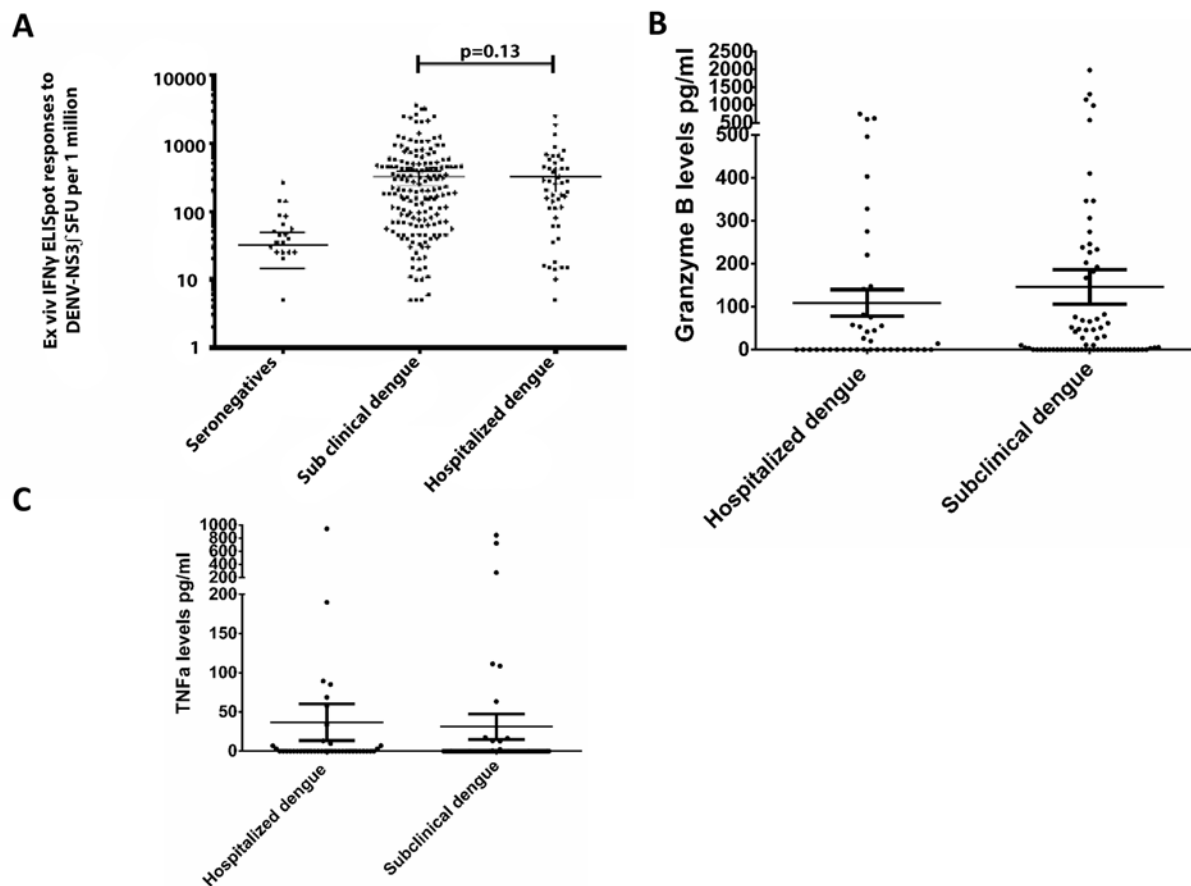 A
p=0.13
Ex viv IFNγ ELISpot responses to
DENV-NS3∫ SFU per 1 million
10000
1000
100
10
1
Seronegatives
Sub clinical dengue
Hospitalized dengue
B
Granzyme B levels pg/ml
2500
2000
1500
1000
500
500
400
300
200
100
0
Hospitalized dengue
Subclinical dengue
C
TNFa levels pg/ml
1000
800
600
400
200
200
150
100
50
0
Hospitalized dengue
Subclinical dengue